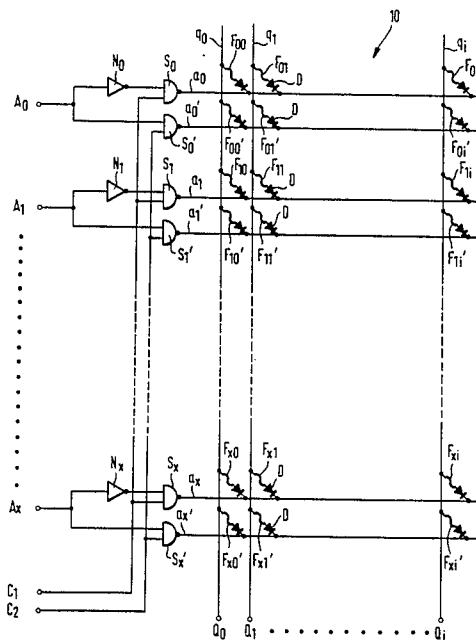 q0 q1 10 qi
N0 S0 a0 F00 F01 D F0i
A0
a0' S0' F00' F01' D F0i'
N1 S1 a1 F10 F11 F1i
A1
a1' S1' F10' F11' D F1i'
Nx Sx ax Fx0 Fx1 D Fxi
Ax
ax' Sx' Fx0' Fx1' D Fxi'
C1
C2
Q0 Q1 Qi